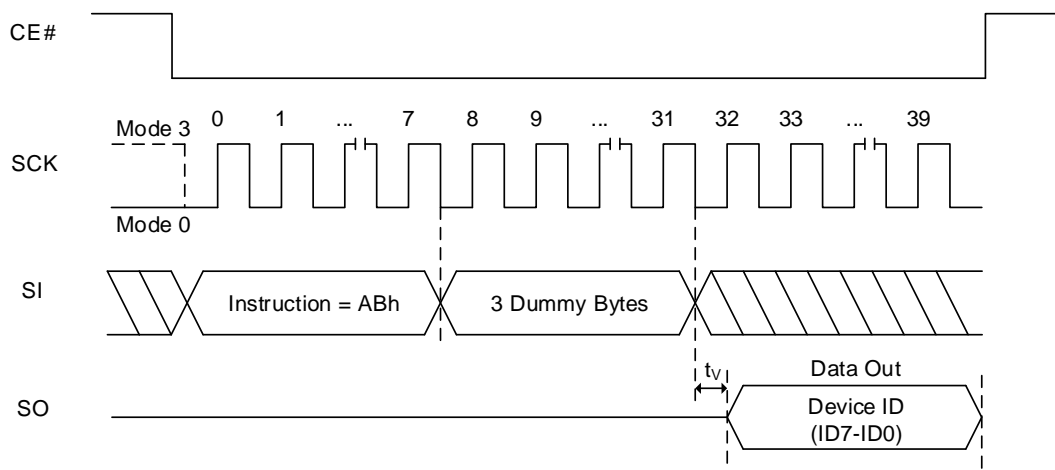 CE#
Mode 3
0 1 ... 7 8 9 ... 31 32 33 ... 39
SCK
Mode 0
SI
Instruction = ABh
3 Dummy Bytes
tV
Data Out
SO
Device ID
(ID7-ID0)